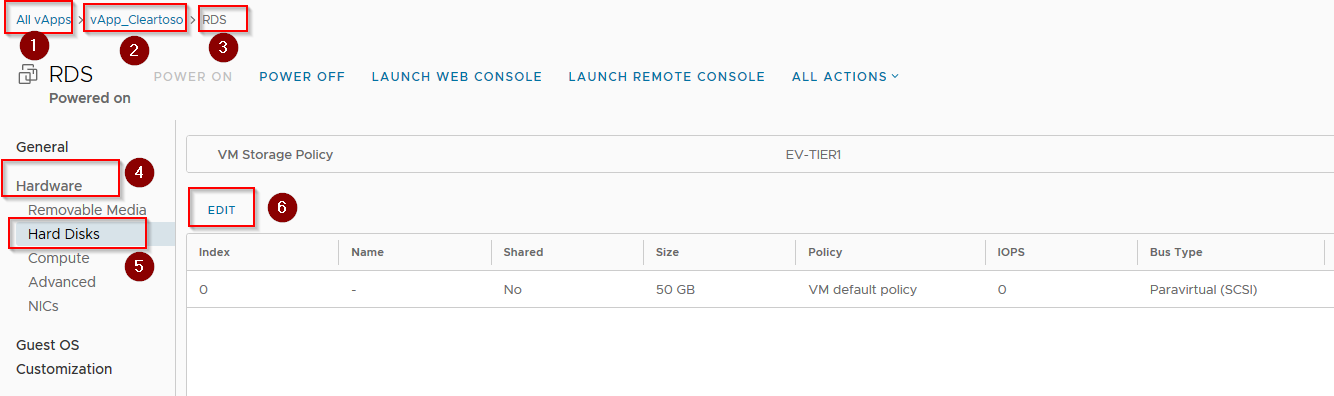 All vApps > vApp_Cleartoso > RDS
1 2 3
RDS POWER ON POWER OFF LAUNCH WEB CONSOLE LAUNCH REMOTE CONSOLE ALL ACTIONS
Powered on
General
Hardware 4
Removable Media
Hard Disks
5
Compute
Advanced
NICs
Guest OS
Customization
VM Storage Policy EV-TIER1
EDIT 6
Index Name Shared Size Policy IOPS Bus Type
0 - No 50 GB VM default policy 0 Paravirtual (SCSI)